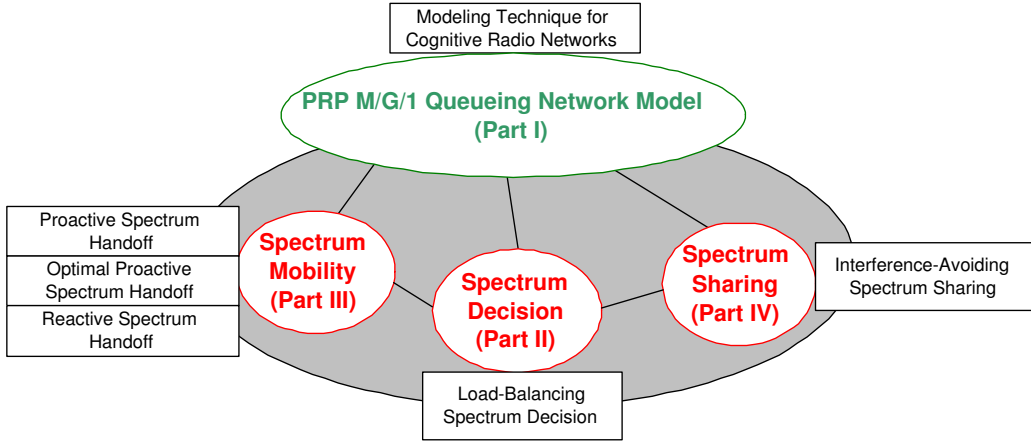 Modeling Technique for
Cognitive Radio Networks
PRP M/G/1 Queueing Network Model
(Part I)
Proactive Spectrum
Handoff
Optimal Proactive
Spectrum Handoff
Reactive Spectrum
Handoff
Spectrum
Mobility
(Part III)
Spectrum
Decision
(Part II)
Spectrum
Sharing
(Part IV)
Interference-Avoiding
Spectrum Sharing
Load-Balancing
Spectrum Decision